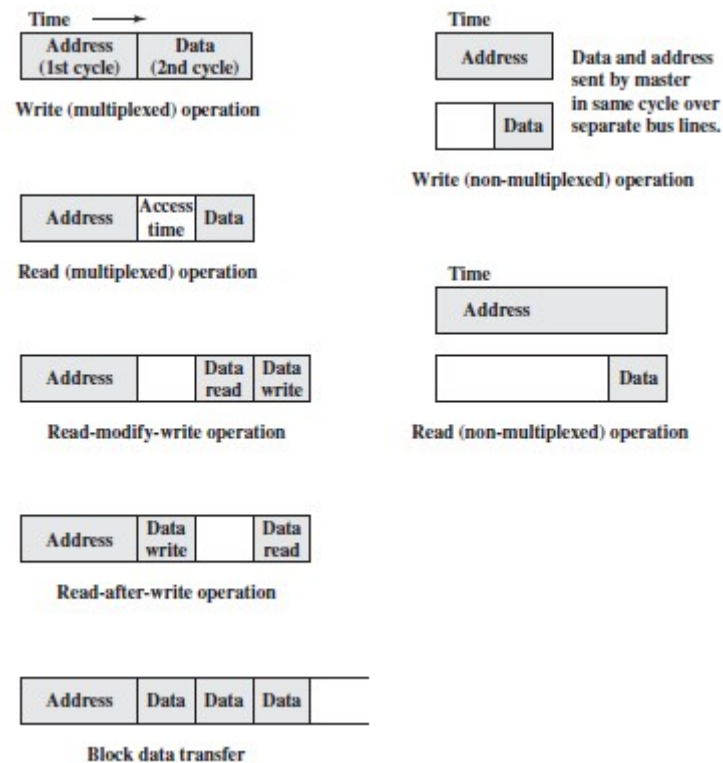 Time
Address
(1st cycle)
Data
(2nd cycle)
Write (multiplexed) operation
Address
Access
time
Data
Read (multiplexed) operation
Address
Data
read
Data
write
Read-modify-write operation
Address
Data
write
Data
read
Read-after-write operation
Address
Data
Data
Data
Block data transfer
Time
Address
Data
Data and address
sent by master
in same cycle over
separate bus lines.
Write (non-multiplexed) operation
Time
Address
Data
Read (non-multiplexed) operation